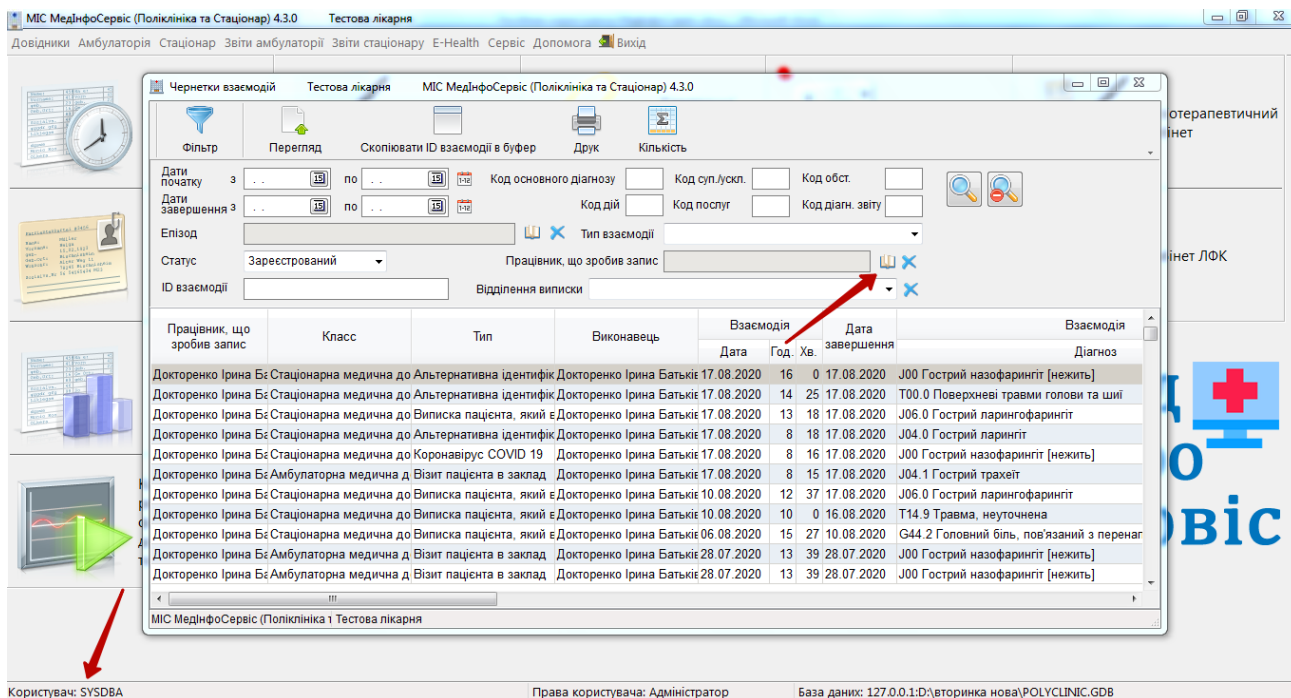 МІС МедІнфоСервіс (Поліклініка та Стаціонар) 4.3.0 Тестова лікарня
Довідники Амбулаторія Стаціонар Звіти амбулаторії Звіти стаціонару E-Health Сервіс Допомога Вихід
Чернетки взаємодій Тестова лікарня МІС МедІнфоСервіс (Поліклініка та Стаціонар) 4.3.0
Фільтр Перегляд Скопіювати ID взаємодії в буфер Друк Кількість
отерапевтичний
інет
Дати
початку з . . 15 по . . 15 1-12 Код основного діагнозу Код суп./ускл. Код обст.
Дати
завершення з . . 15 по . . 15 1-12 Код дій Код послуг Код діагн. звіту
Епізод Тип взаємодії
Статус Зареєстрований Працівник, що зробив запис
інет ЛФК
ID взаємодії Відділення виписки
Працівник, що
зробив запис Класс Тип Виконавець Взаємодія Дата
завершення Взаємодія
Дата Год. Хв. Діагноз
Докторенко Ірина Ба Стаціонарна медична до Альтернативна ідентифік Докторенко Ірина Батькіє 17.08.2020 16 0 17.08.2020 J00 Гострий назофарингіт [нежить]
Докторенко Ірина Ба Стаціонарна медична до Альтернативна ідентифік Докторенко Ірина Батькіє 17.08.2020 14 25 17.08.2020 T00.0 Поверхневі травми голови та шиї
Докторенко Ірина Ба Стаціонарна медична до Виписка пацієнта, який є Докторенко Ірина Батькіє 17.08.2020 13 18 17.08.2020 J06.0 Гострий ларингофарингіт
Докторенко Ірина Ба Стаціонарна медична до Альтернативна ідентифік Докторенко Ірина Батькіє 17.08.2020 8 18 17.08.2020 J04.0 Гострий ларингіт
Докторенко Ірина Ба Стаціонарна медична до Коронавірус COVID 19 Докторенко Ірина Батькіє 17.08.2020 8 16 17.08.2020 J00 Гострий назофарингіт [нежить]
Докторенко Ірина Ба Амбулаторна медична д Візит пацієнта в заклад Докторенко Ірина Батькіє 17.08.2020 8 15 17.08.2020 J04.1 Гострий трахеїт
Докторенко Ірина Ба Стаціонарна медична до Виписка пацієнта, який є Докторенко Ірина Батькіє 10.08.2020 12 37 17.08.2020 J06.0 Гострий ларингофарингіт
Докторенко Ірина Ба Стаціонарна медична до Виписка пацієнта, який є Докторенко Ірина Батькіє 10.08.2020 10 0 16.08.2020 T14.9 Травма, неуточнена
Докторенко Ірина Ба Стаціонарна медична до Виписка пацієнта, який є Докторенко Ірина Батькіє 06.08.2020 15 27 10.08.2020 G44.2 Головний біль, пов'язаний з перенаг
Докторенко Ірина Ба Амбулаторна медична д Візит пацієнта в заклад Докторенко Ірина Батькіє 28.07.2020 13 39 28.07.2020 J00 Гострий назофарингіт [нежить]
Докторенко Ірина Ба Амбулаторна медична д Візит пацієнта в заклад Докторенко Ірина Батькіє 28.07.2020 13 39 28.07.2020 J00 Гострий назофарингіт [нежить]
МІС МедІнфоСервіс (Поліклініка т Тестова лікарня
Користувач: SYSDBA Права користувача: Адміністратор База даних: 127.0.0.1:D:\вторинка нова\POLYCLINIC.GDB